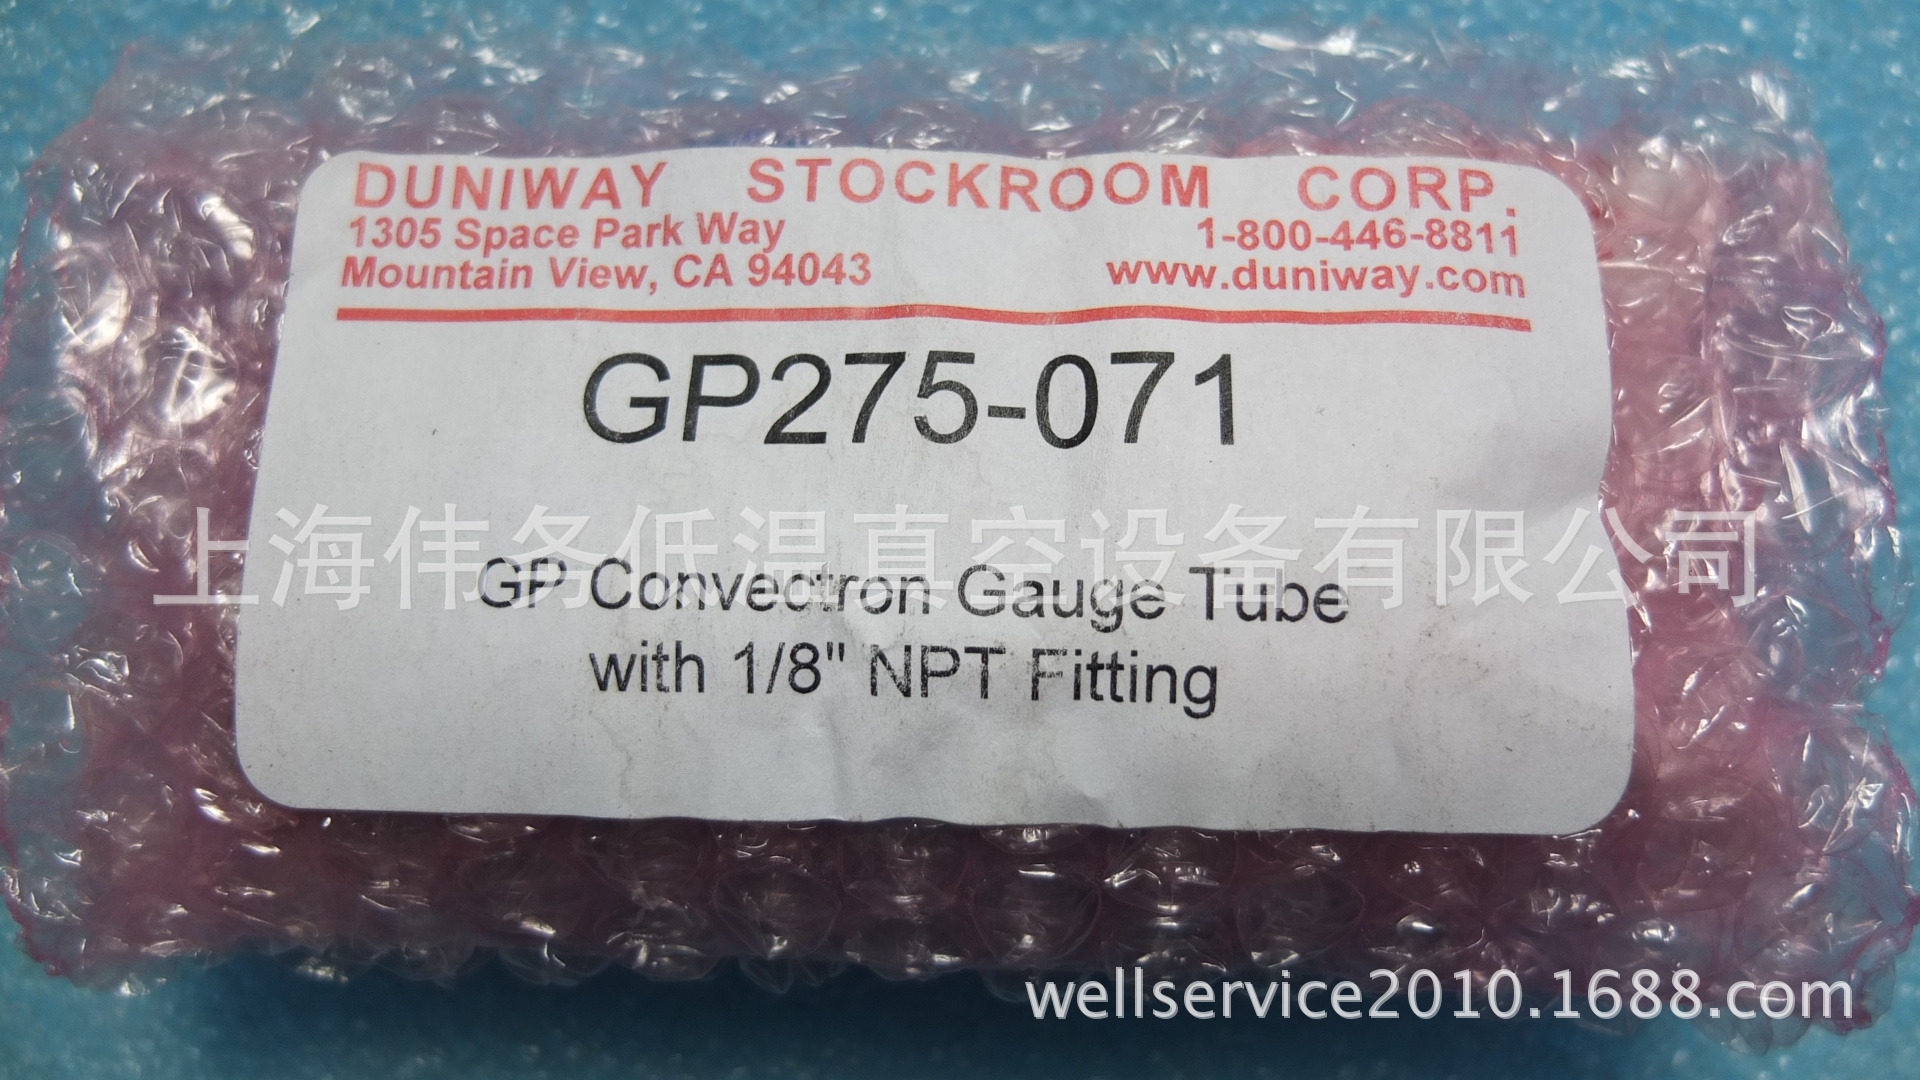 DUNIWAY STOCKROOM CORP.
1305 Space Park Way 1-800-446-8811
Mountain View, CA 94043 www.duniway.com
GP275-071
上海伟务低温真空设备有限公司
GP Convectron Gauge Tube
with 1/8" NPT Fitting
wellservice2010.1688.com